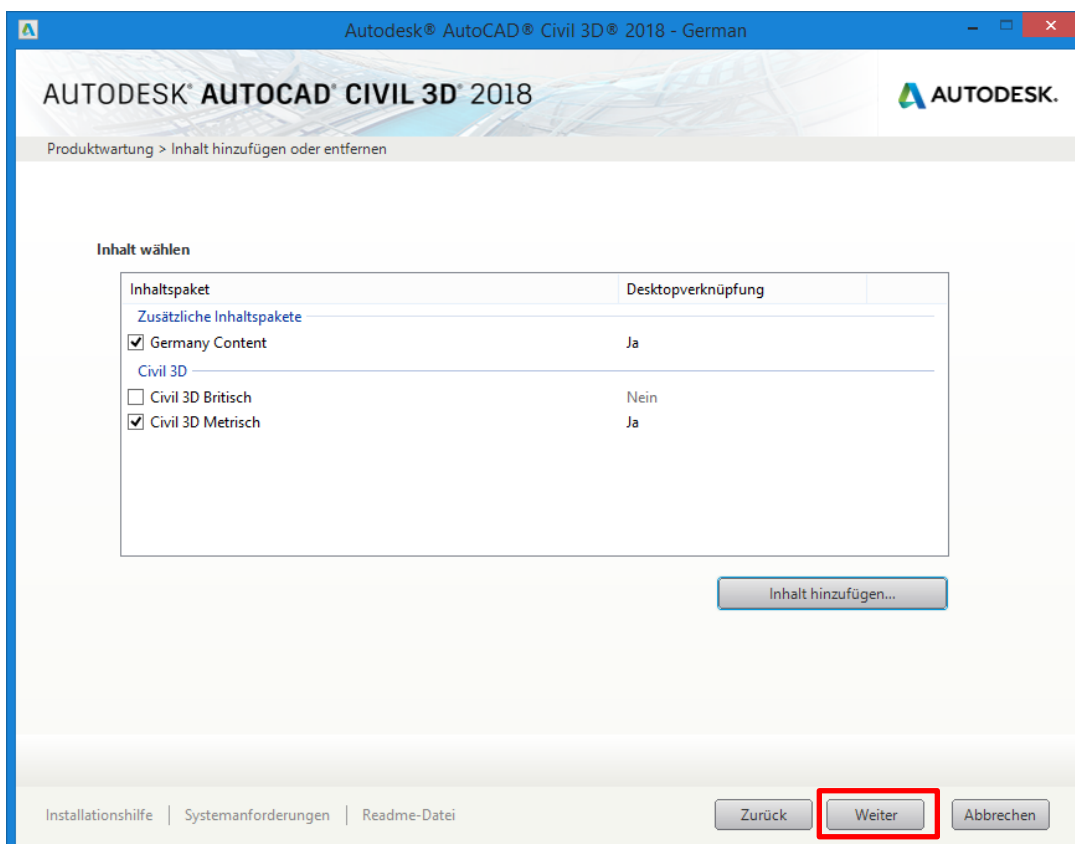 Autodesk® AutoCAD® Civil 3D® 2018 - German
AUTODESK® AUTOCAD® CIVIL 3D® 2018
AUTODESK.
Produktwartung > Inhalt hinzufügen oder entfernen
Inhalt wählen
Inhaltspaket Desktopverknüpfung
Zusätzliche Inhaltspakete
Germany Content Ja
Civil 3D
Civil 3D Britisch Nein
Civil 3D Metrisch Ja
Inhalt hinzufügen...
Installationshilfe | Systemanforderungen | Readme-Datei Zurück Weiter Abbrechen